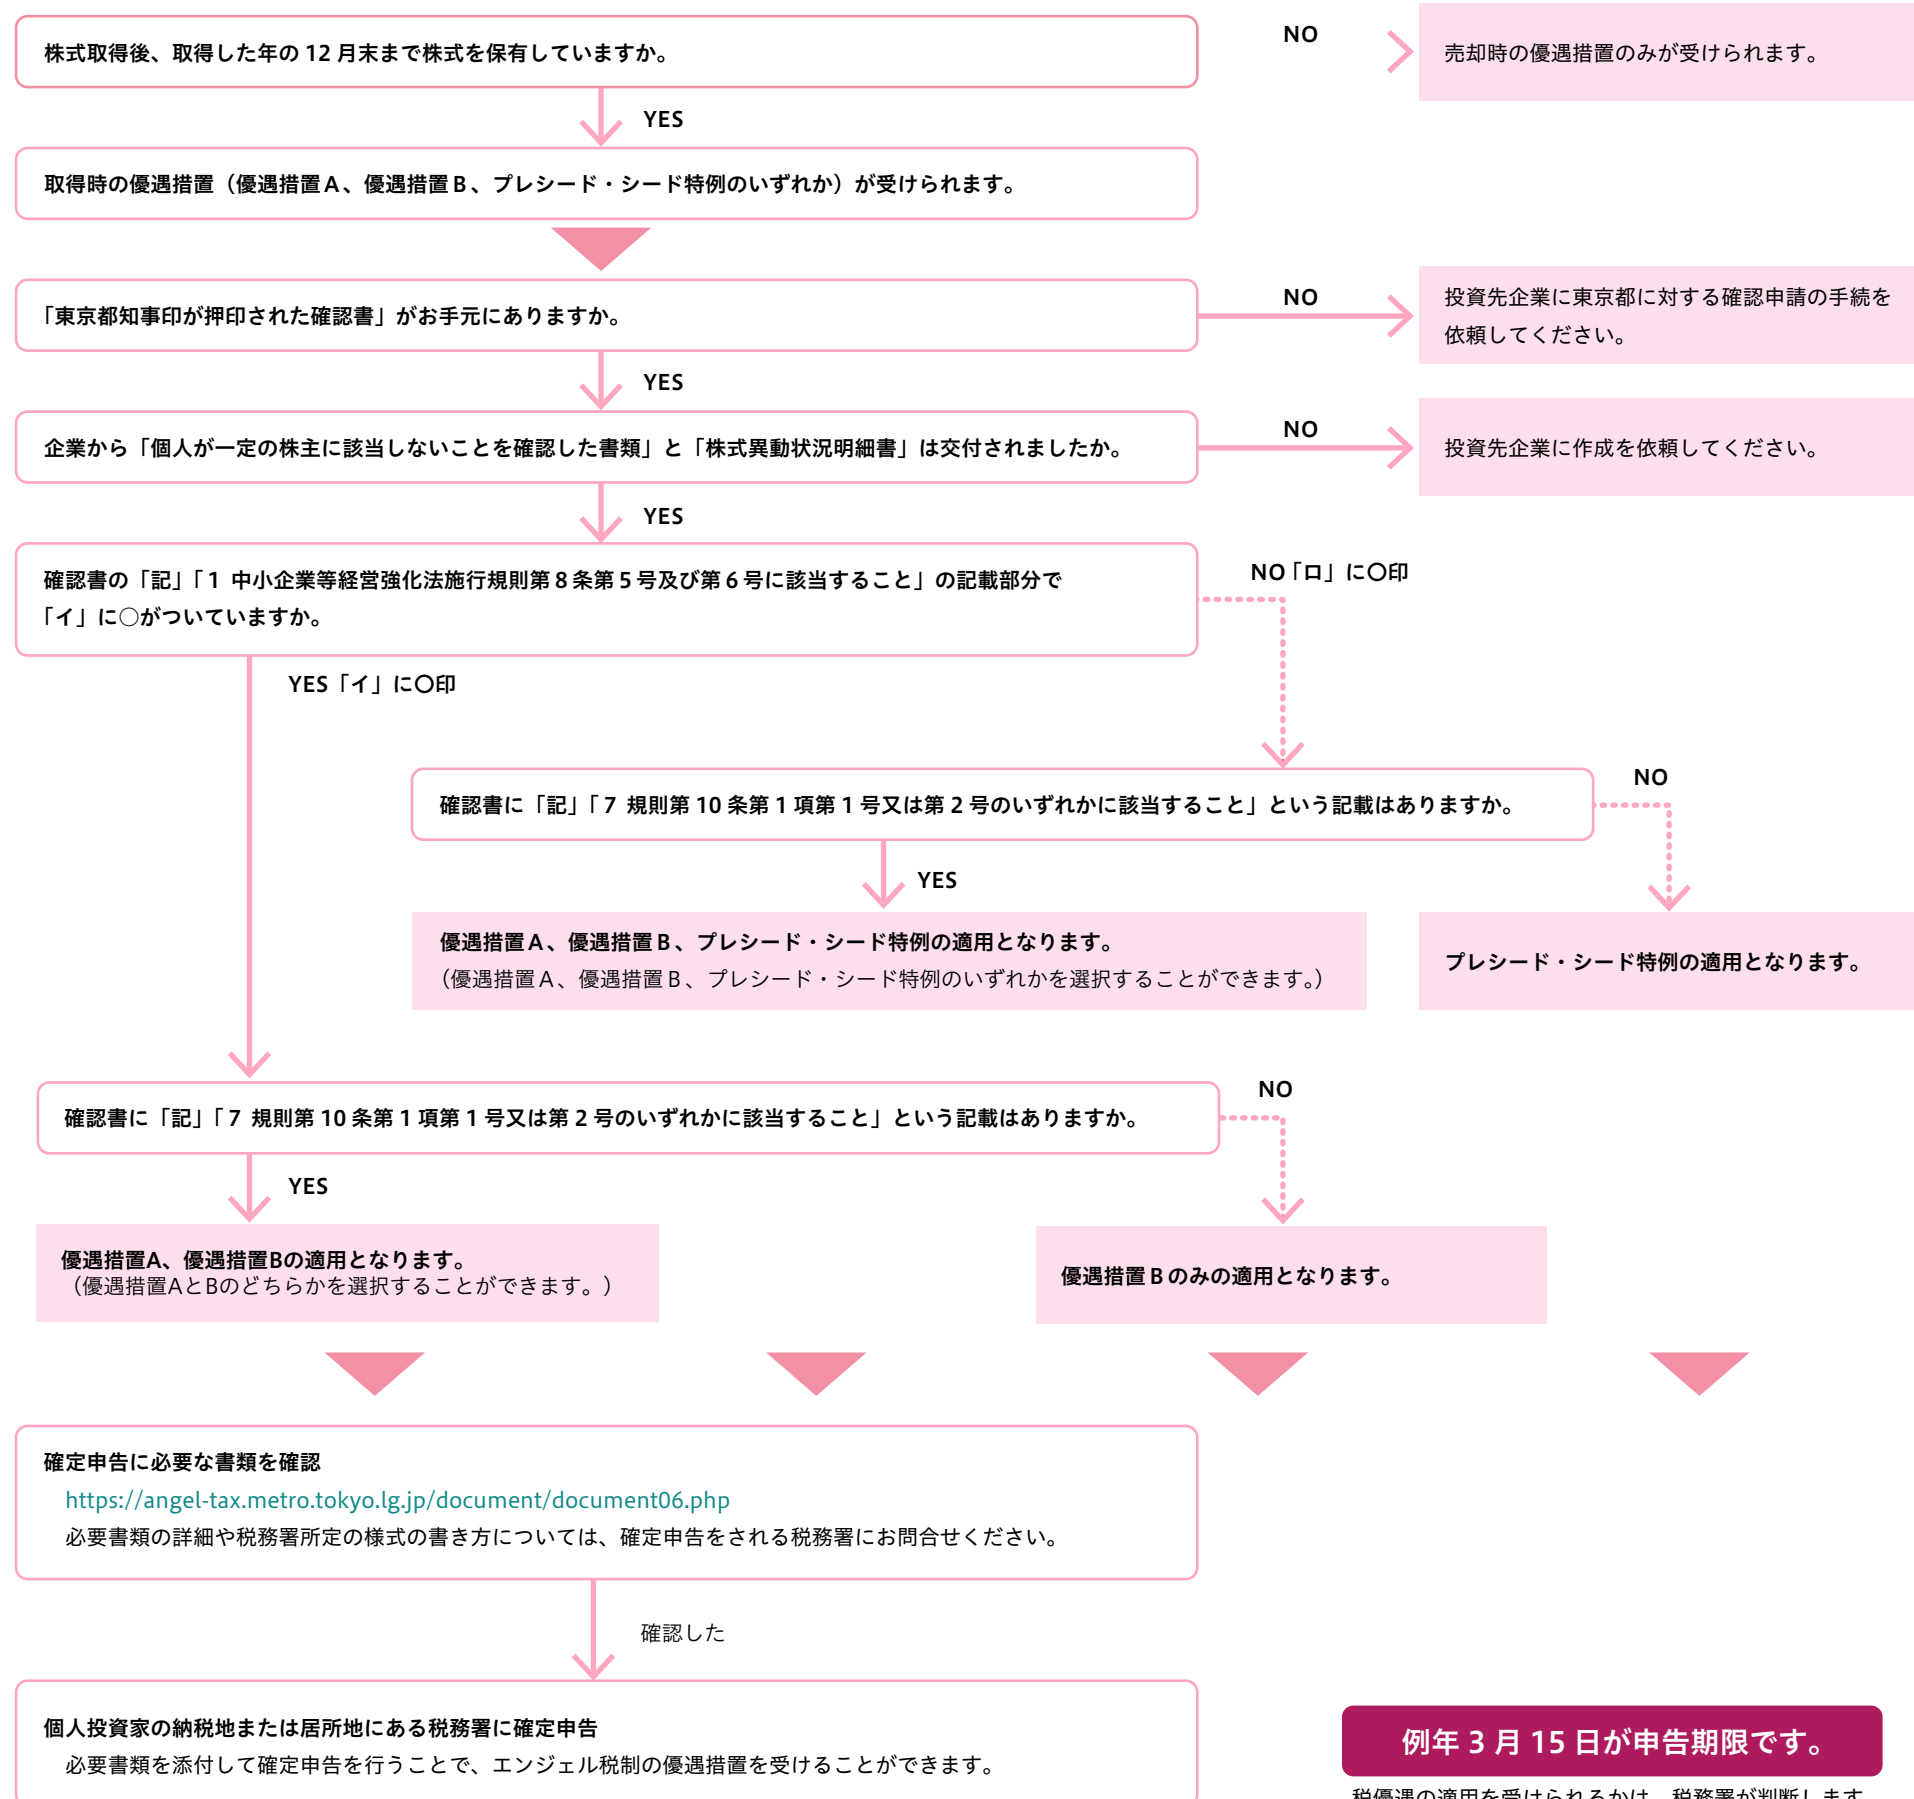 株式取得後、取得した年の 12 月末まで株式を保有していますか。
NO
売却時の優遇措置のみが受けられます。
YES
取得時の優遇措置（優遇措置Ａ、優遇措置Ｂ、プレシード・シード特例のいずれか）が受けられます。
「東京都知事印が押印された確認書」がお手元にありますか。
NO
投資先企業に東京都に対する確認申請の手続を
依頼してください。
YES
企業から「個人が一定の株主に該当しないことを確認した書類」と「株式異動状況明細書」は交付されましたか。
NO
投資先企業に作成を依頼してください。
YES
確認書の「記」「１ 中小企業等経営強化法施行規則第８条第５号及び第６号に該当すること」の記載部分で
「イ」に〇がついていますか。
NO「ロ」に〇印
YES「イ」に〇印
確認書に「記」「７ 規則第 10 条第１項第１号又は第２号のいずれかに該当すること」という記載はありますか。
NO
YES
優遇措置Ａ、優遇措置Ｂ、プレシード・シード特例の適用となります。
（優遇措置Ａ、優遇措置Ｂ、プレシード・シード特例のいずれかを選択することができます。）
プレシード・シード特例の適用となります。
確認書に「記」「７ 規則第 10 条第１項第１号又は第２号のいずれかに該当すること」という記載はありますか。
NO
YES
優遇措置A、優遇措置Bの適用となります。
（優遇措置AとBのどちらかを選択することができます。）
優遇措置Ｂのみの適用となります。
確定申告に必要な書類を確認
https://angel-tax.metro.tokyo.lg.jp/document/document06.php
必要書類の詳細や税務署所定の様式の書き方については、確定申告をされる税務署にお問合せください。
確認した
個人投資家の納税地または居所地にある税務署に確定申告
必要書類を添付して確定申告を行うことで、エンジェル税制の優遇措置を受けることができます。
例年 3 月 15 日が申告期限です。
税優遇の適用を受けられるかは、税務署が判断します